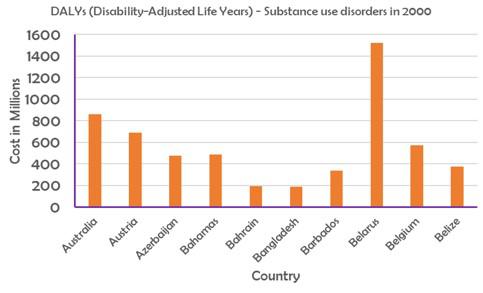 DALYs (Disability-Adjusted Life Years) - Substance use disorders in 2000
1600
1400
1200
1000
800
600
400
200
0
Cost in Millions
Australia
Austria
Azerbaijan
Bahamas
Bahrain
Bangladesh
Barbados
Belarus
Belgium
Belize
Country